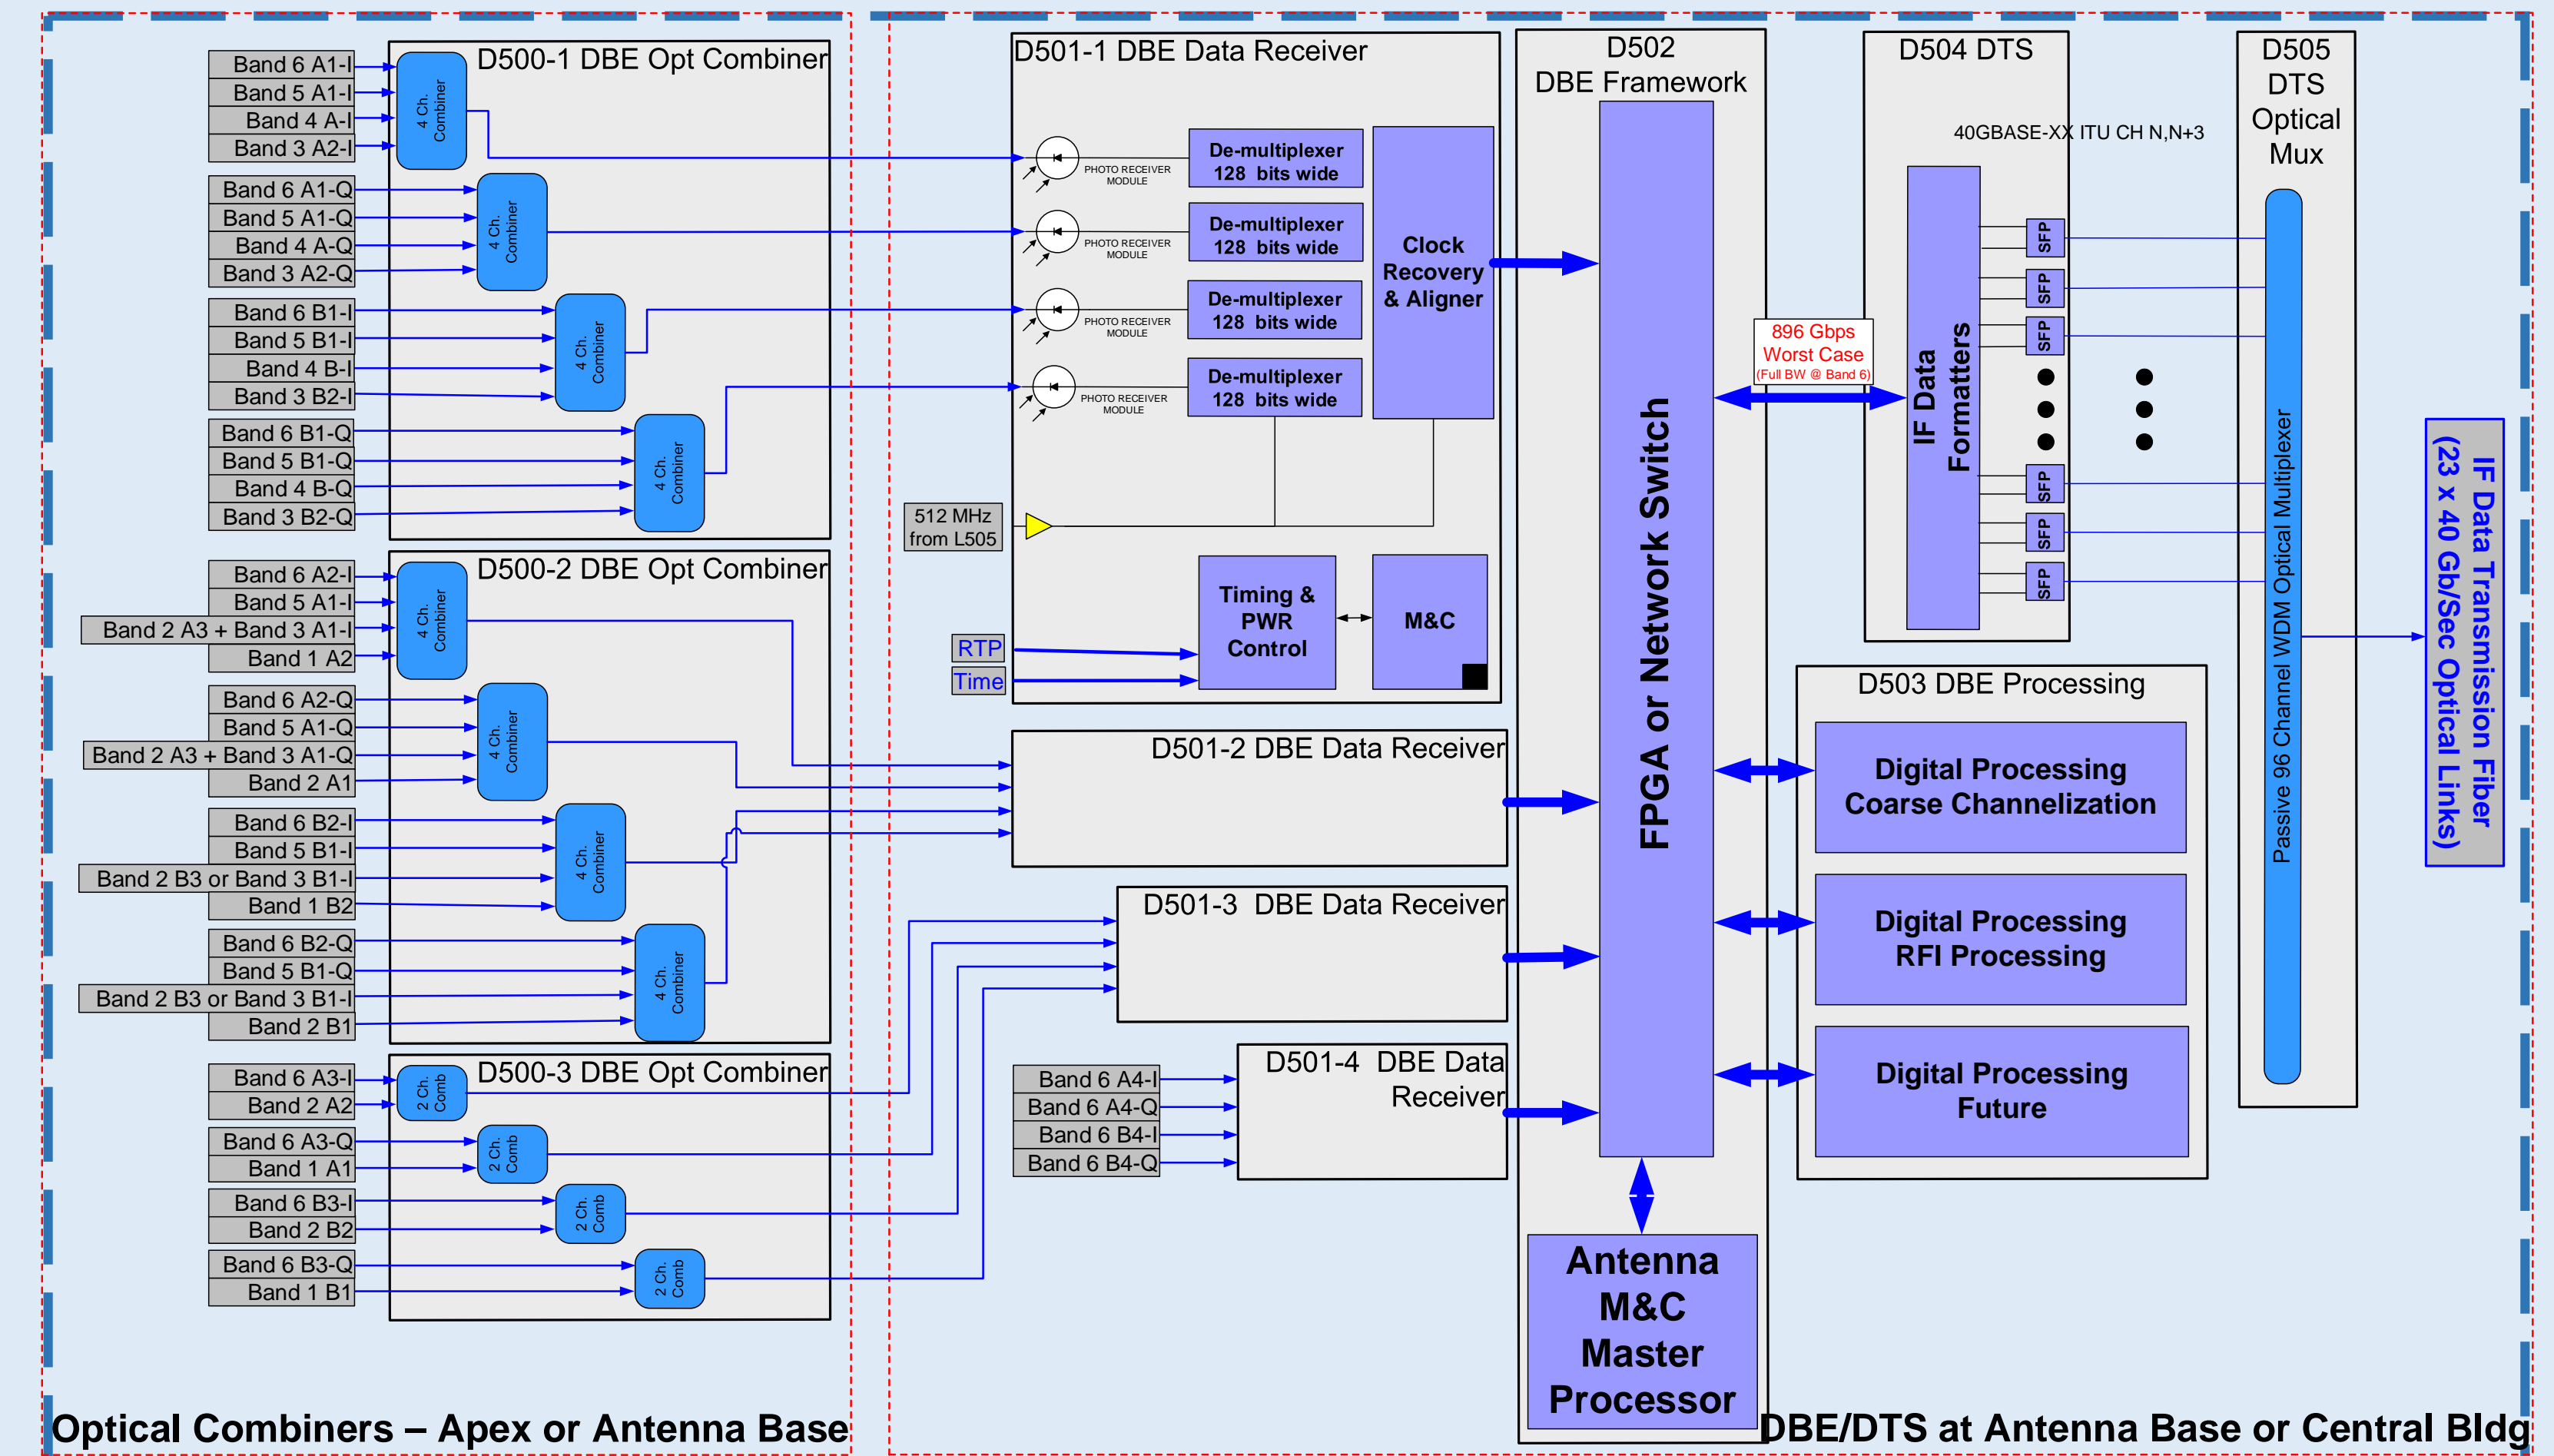 Band 6 A1-I
Band 5 A1-I
Band 4 A-I
Band 3 A2-I
Band 6 A1-Q
Band 5 A1-Q
Band 4 A-Q
Band 3 A2-Q
Band 6 B1-I
Band 5 B1-I
Band 4 B-I
Band 3 B2-I
Band 6 B1-Q
Band 5 B1-Q
Band 4 B-Q
Band 3 B2-Q
D500-1 DBE Opt Combiner
4 Ch.
Combiner
4 Ch.
Combiner
4 Ch.
Combiner
4 Ch.
Combiner
Band 6 A2-I
Band 5 A1-I
Band 2 A3 + Band 3 A1-I
Band 1 A2
Band 6 A2-Q
Band 5 A1-Q
Band 2 A3 + Band 3 A1-Q
Band 2 A1
Band 6 B2-I
Band 5 B1-I
Band 2 B3 or Band 3 B1-I
Band 1 B2
Band 6 B2-Q
Band 5 B1-Q
Band 2 B3 or Band 3 B1-I
Band 2 B1
D500-2 DBE Opt Combiner
4 Ch.
Combiner
4 Ch.
Combiner
4 Ch.
Combiner
4 Ch.
Combiner
Band 6 A3-I
Band 2 A2
Band 6 A3-Q
Band 1 A1
Band 6 B3-I
Band 2 B2
Band 6 B3-Q
Band 1 B1
D500-3 DBE Opt Combiner
2 Ch.
Comb
2 Ch.
Comb
2 Ch.
Comb
2 Ch.
Comb
Optical Combiners – Apex or Antenna Base
D501-1 DBE Data Receiver
PHOTO RECEIVER
MODULE
De-multiplexer
128 bits wide
PHOTO RECEIVER
MODULE
De-multiplexer
128 bits wide
PHOTO RECEIVER
MODULE
De-multiplexer
128 bits wide
PHOTO RECEIVER
MODULE
De-multiplexer
128 bits wide
Clock
Recovery
& Aligner
512 MHz
from L505
RTP
Time
Timing &
PWR
Control
M&C
D501-2 DBE Data Receiver
D501-3 DBE Data Receiver
D501-4 DBE Data
Receiver
Band 6 A4-I
Band 6 A4-Q
Band 6 B4-I
Band 6 B4-Q
D502
DBE Framework
FPGA or Network Switch
Antenna
M&C
Master
Processor
896 Gbps
Worst Case
(Full BW @ Band 6)
D504 DTS
40GBASE-XX ITU CH N,N+3
IF Data
Formatters
SFP
SFP
SFP
SFP
SFP
SFP
D503 DBE Processing
Digital Processing
Coarse Channelization
Digital Processing
RFI Processing
Digital Processing
Future
D505
DTS
Optical
Mux
Passive 96 Channel WDM Optical Multiplexer
IF Data Transmission Fiber
(23 x 40 Gb/Sec Optical Links)
DBE/DTS at Antenna Base or Central Bldg